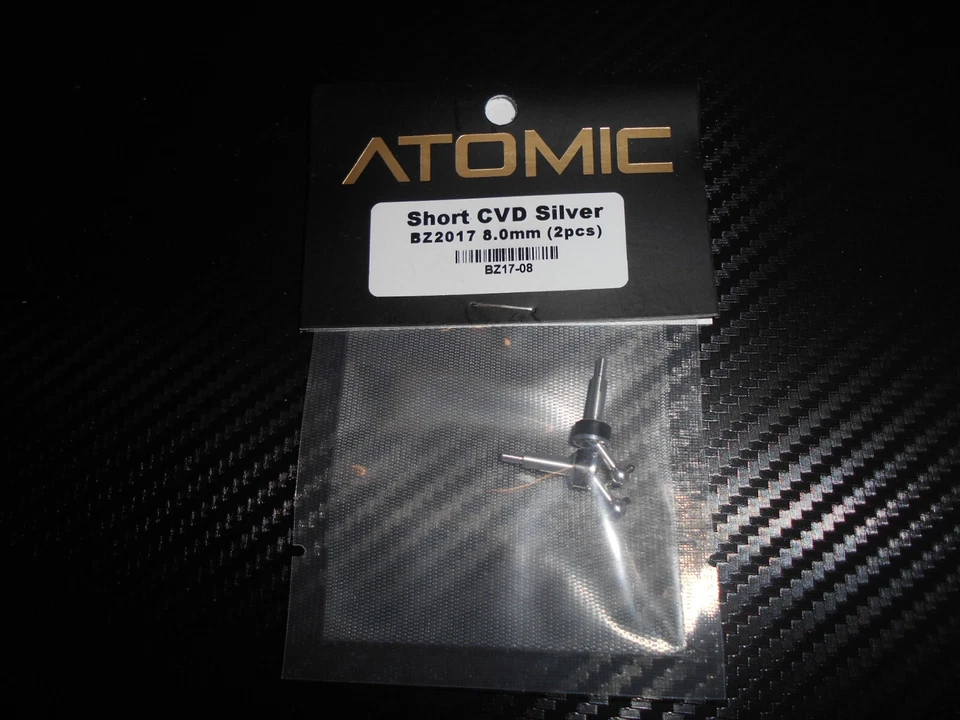 ATOMIC
Short CVD Silver
BZ2017 8.0mm (2pcs)
BZ17-08